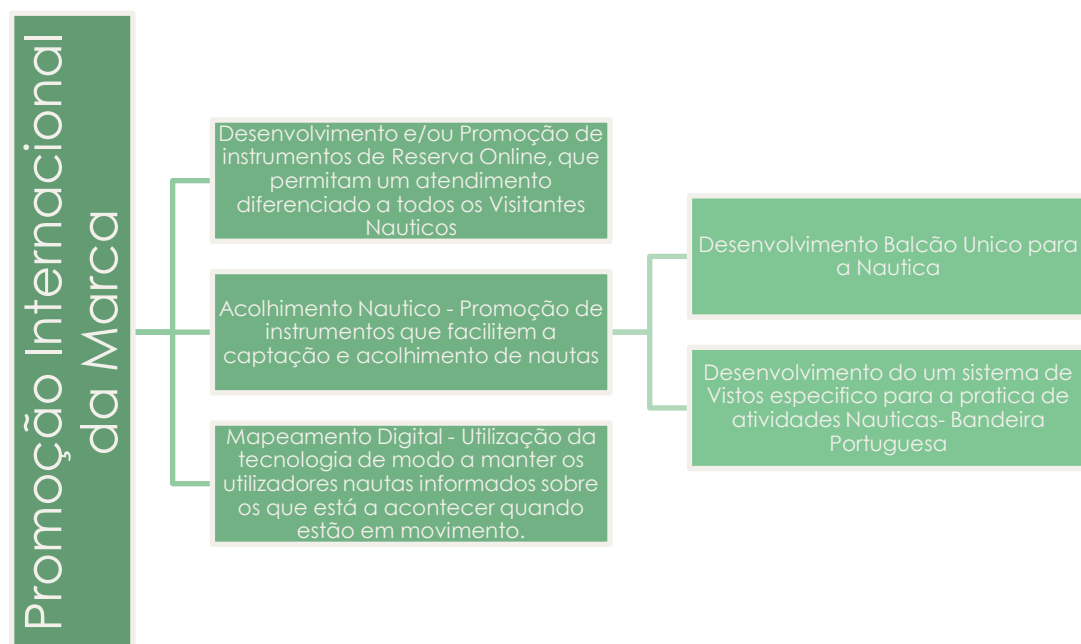 Promoção Internacional
da Marca
Desenvolvimento e/ou Promoção de
instrumentos de Reserva Online, que
permitam um atendimento
diferenciado a todos os Visitantes
Nauticos
Acolhimento Nautico - Promoção de
instrumentos que facilitem a
captação e acolhimento de nautas
Mapeamento Digital - Utilização da
tecnologia de modo a manter os
utilizadores nautas informados sobre
os que está a acontecer quando
estão em movimento.
Desenvolvimento Balcão Unico para
a Nautica
Desenvolvimento do um sistema de
Vistos especifico para a pratica de
atividades Nauticas- Bandeira
Portuguesa